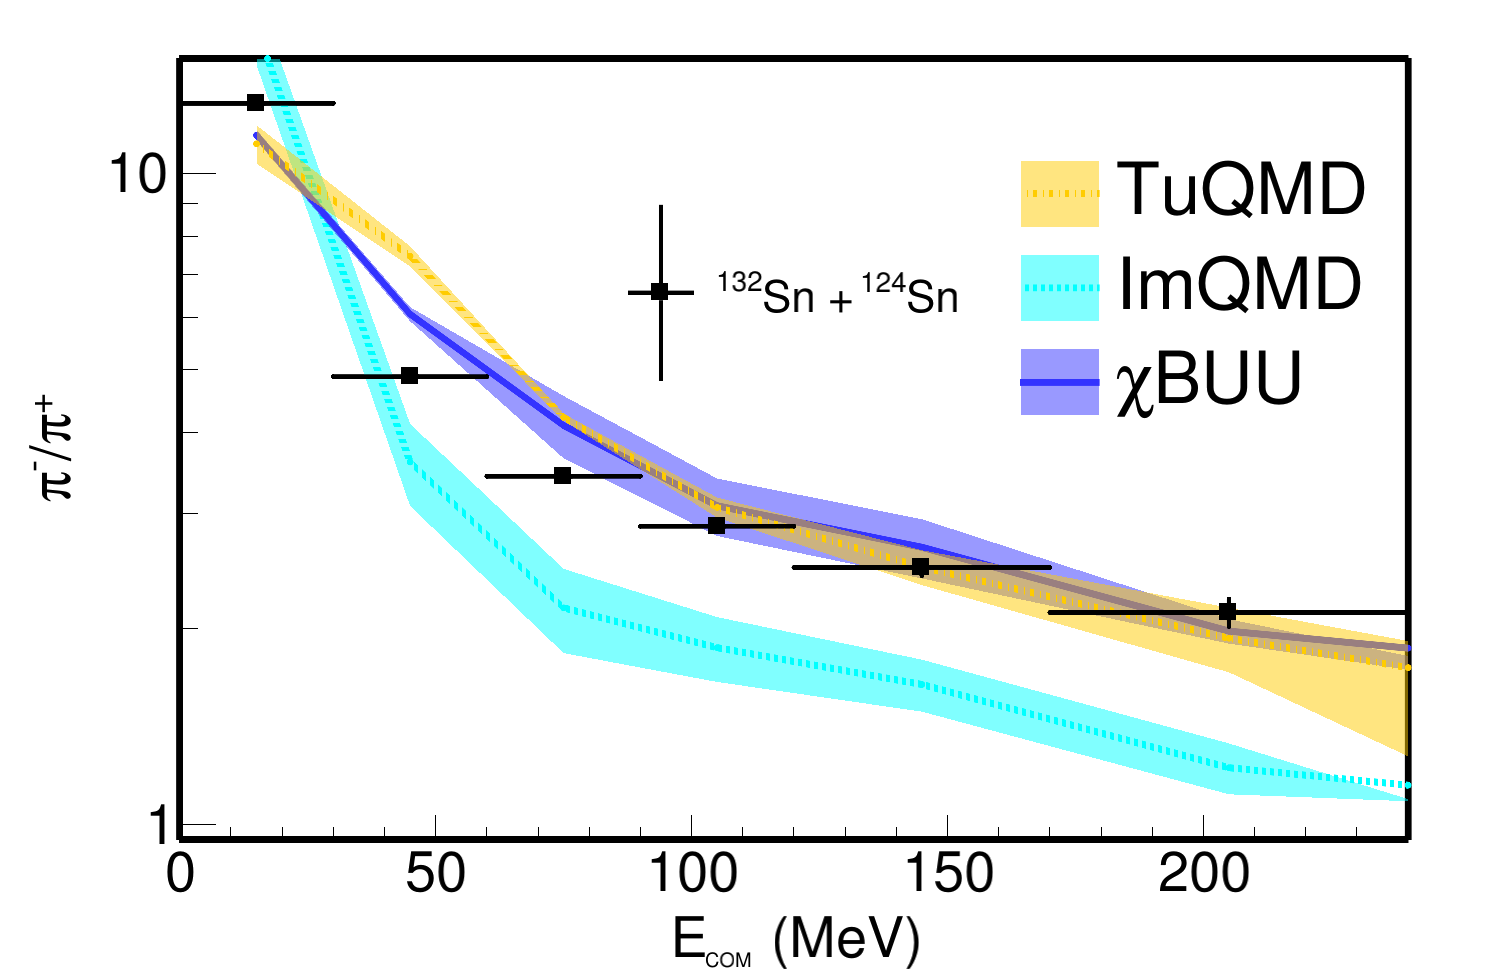 10
1
π⁻/π⁺
0 50 100 150 200
E_COM (MeV)
¹³²Sn + ¹²⁴Sn
TuQMD
ImQMD
χBUU